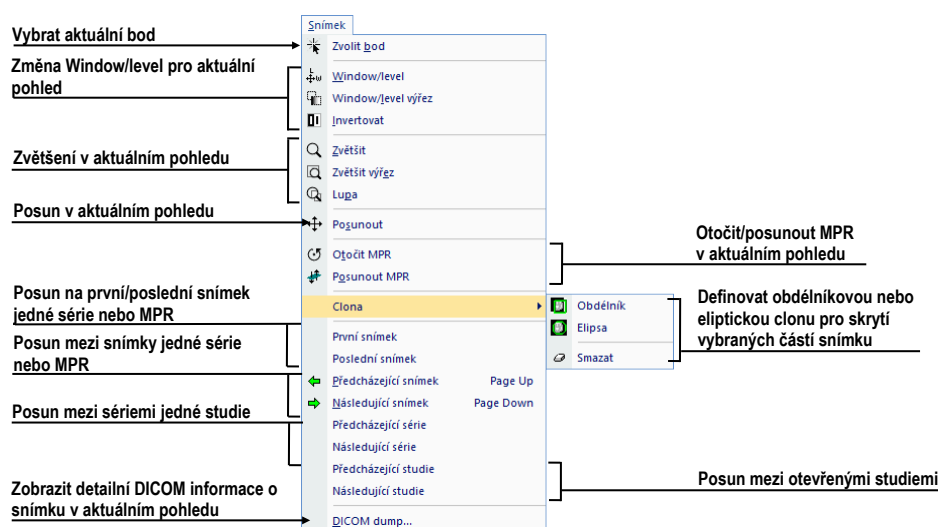 Snímek
Vybrat aktuální bod
Zvolit bod
Změna Window/level pro aktuální
pohled
Window/level
Window/level výřez
Invertovat
Zvětšení v aktuálním pohledu
Zvětšit
Zvětšit výřez
Lupa
Posun v aktuálním pohledu
Posunout
Otočit/posunout MPR
v aktuálním pohledu
Otočit MPR
Posunout MPR
Posun na první/poslední snímek
jedné série nebo MPR
Clona
Obdélník
Elipsa
Smazat
Definovat obdélníkovou nebo
eliptickou clonu pro skrytí
vybraných částí snímku
Posun mezi snímky jedné série
nebo MPR
První snímek
Poslední snímek
Předcházející snímek Page Up
Následující snímek Page Down
Posun mezi sériemi jedné studie
Předcházející série
Následující série
Předcházející studie
Následující studie
Posun mezi otevřenými studiemi
Zobrazit detailní DICOM informace o
snímku v aktuálním pohledu
DICOM dump...